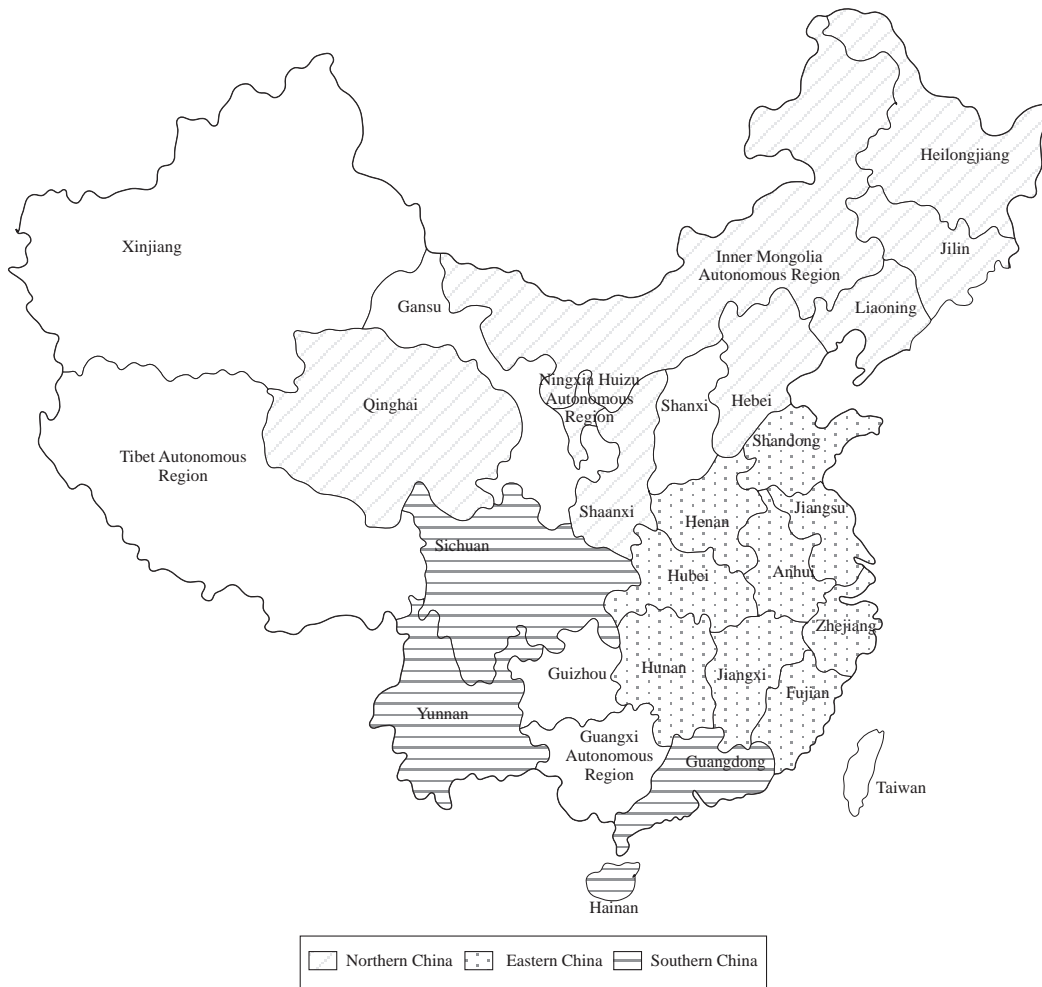 Heilongjiang
Xinjiang
Jilin
Inner Mongolia
Autonomous Region
Gansu
Liaoning
Ningxia Huizu
Autonomous
Region
Qinghai
Shanxi
Hebei
Shandong
Tibet Autonomous
Region
Shaanxi
Henan
Jiangsu
Sichuan
Hubei
Anhui
Zhejiang
Guizhou
Hunan
Jiangxi
Fujian
Yunnan
Guangxi
Autonomous
Region
Guangdong
Taiwan
Hainan
Northern China
Eastern China
Southern China